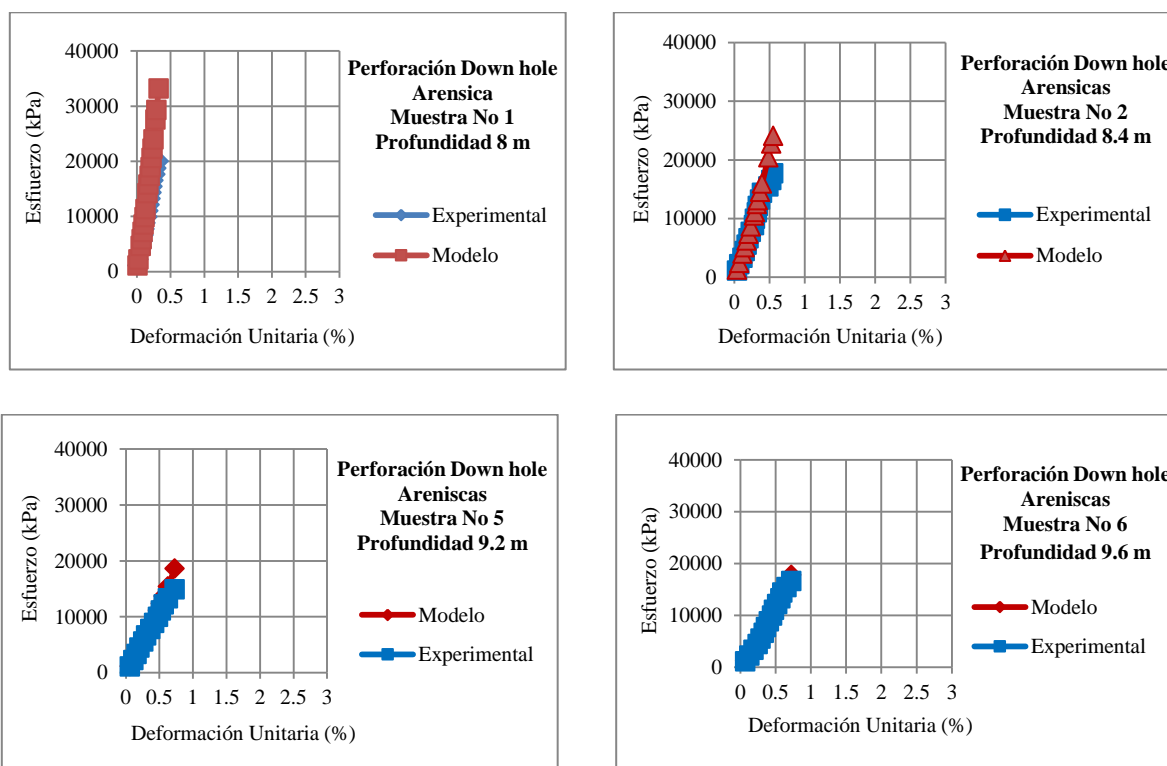 40000
30000
20000
10000
0
0 0.5 1 1.5 2 2.5 3
Esfiuerzo (kPa)
Deformación Unitaria (%)
Perforación Down hole
Arensica
Muestra No 1
Profundidad 8 m
Experimental
Modelo
40000
30000
20000
10000
0
0 0.5 1 1.5 2 2.5 3
Esfuerzo (kPa)
Deformación Unitaria (%)
Perforación Down hole
Arensicas
Muestra No 2
Profundidad 8.4 m
Experimental
Modelo
40000
30000
20000
10000
0
0 0.5 1 1.5 2 2.5 3
Esfuerzo (kPa)
Deformación Unitaria (%)
Perforación Down hole
Areniscas
Muestra No 5
Profundidad 9.2 m
Modelo
Experimental
40000
30000
20000
10000
0
0 0.5 1 1.5 2 2.5 3
Esfuerzo (kPa)
Deformación Unitaria (%)
Perforación Down hole
Areniscas
Muestra No 6
Profundidad 9.6 m
Modelo
Experimental